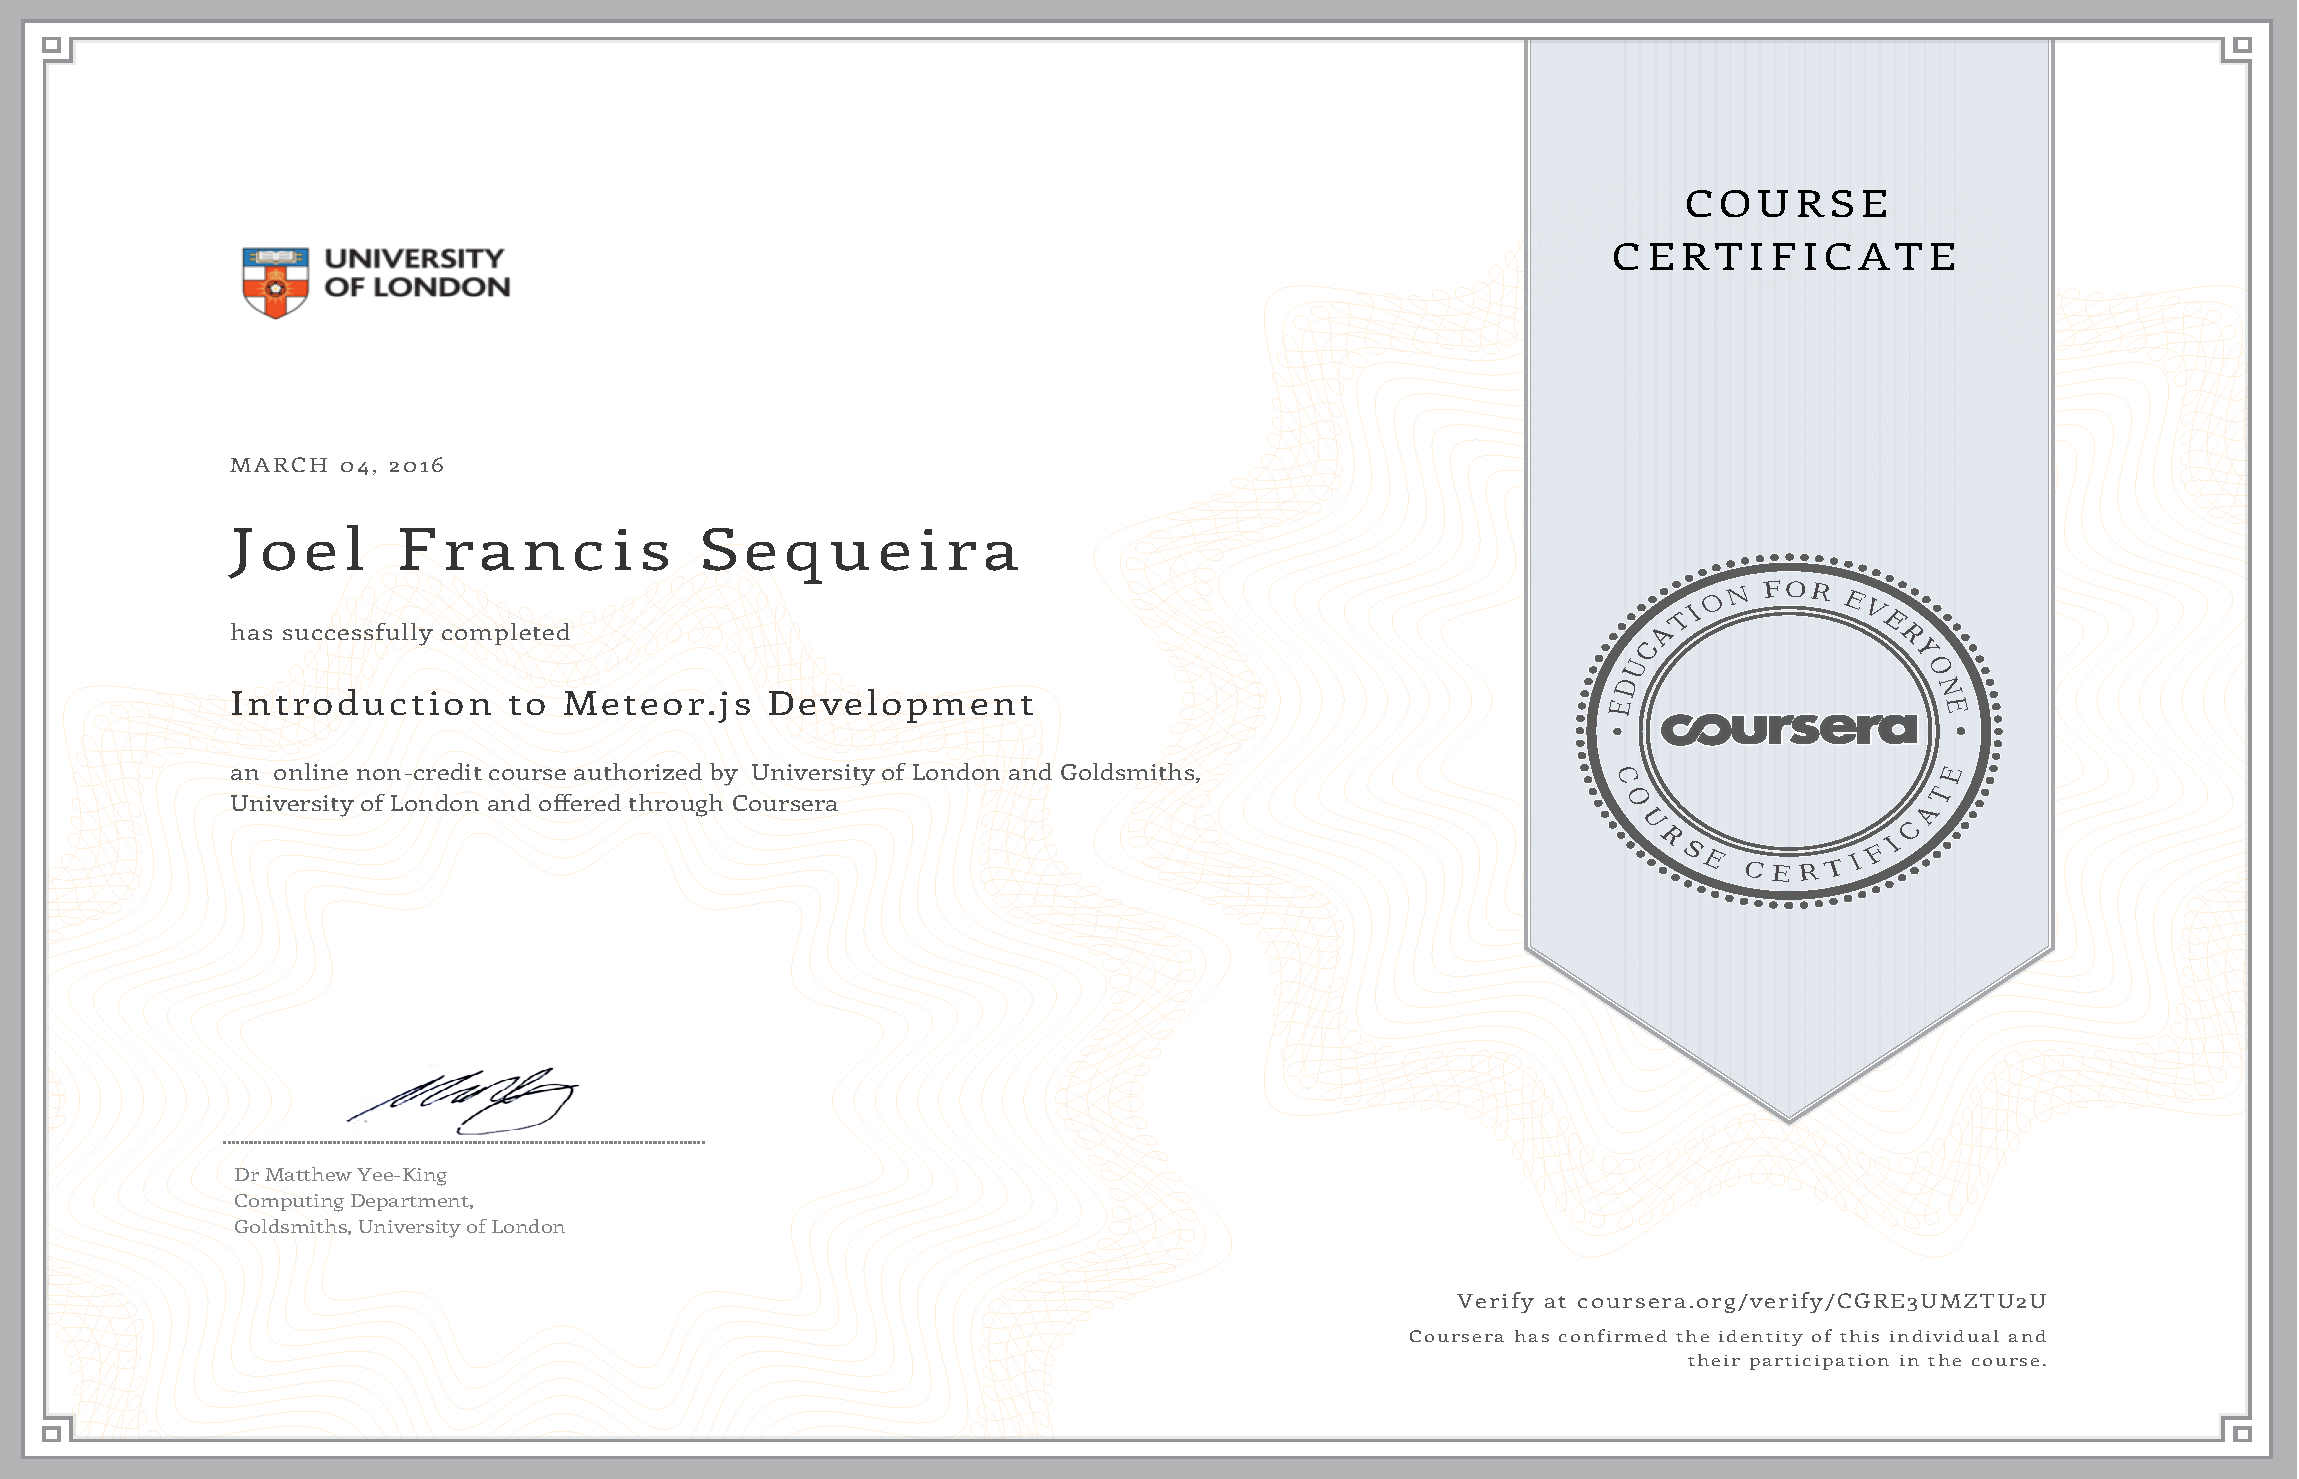 UNIVERSITY
OF LONDON
MARCH 04, 2016
Joel Francis Sequeira
has successfully completed
Introduction to Meteor.js Development
an online non-credit course authorized by University of London and Goldsmiths,
University of London and offered through Coursera
Dr Matthew Yee-King
Computing Department,
Goldsmiths, University of London
COURSE
CERTIFICATE
EDUCATION FOR EVERYONE
coursera
COURSE CERTIFICATE
Verify at coursera.org/verify/CGRE3UMZTU2U
Coursera has confirmed the identity of this individual and
their participation in the course.